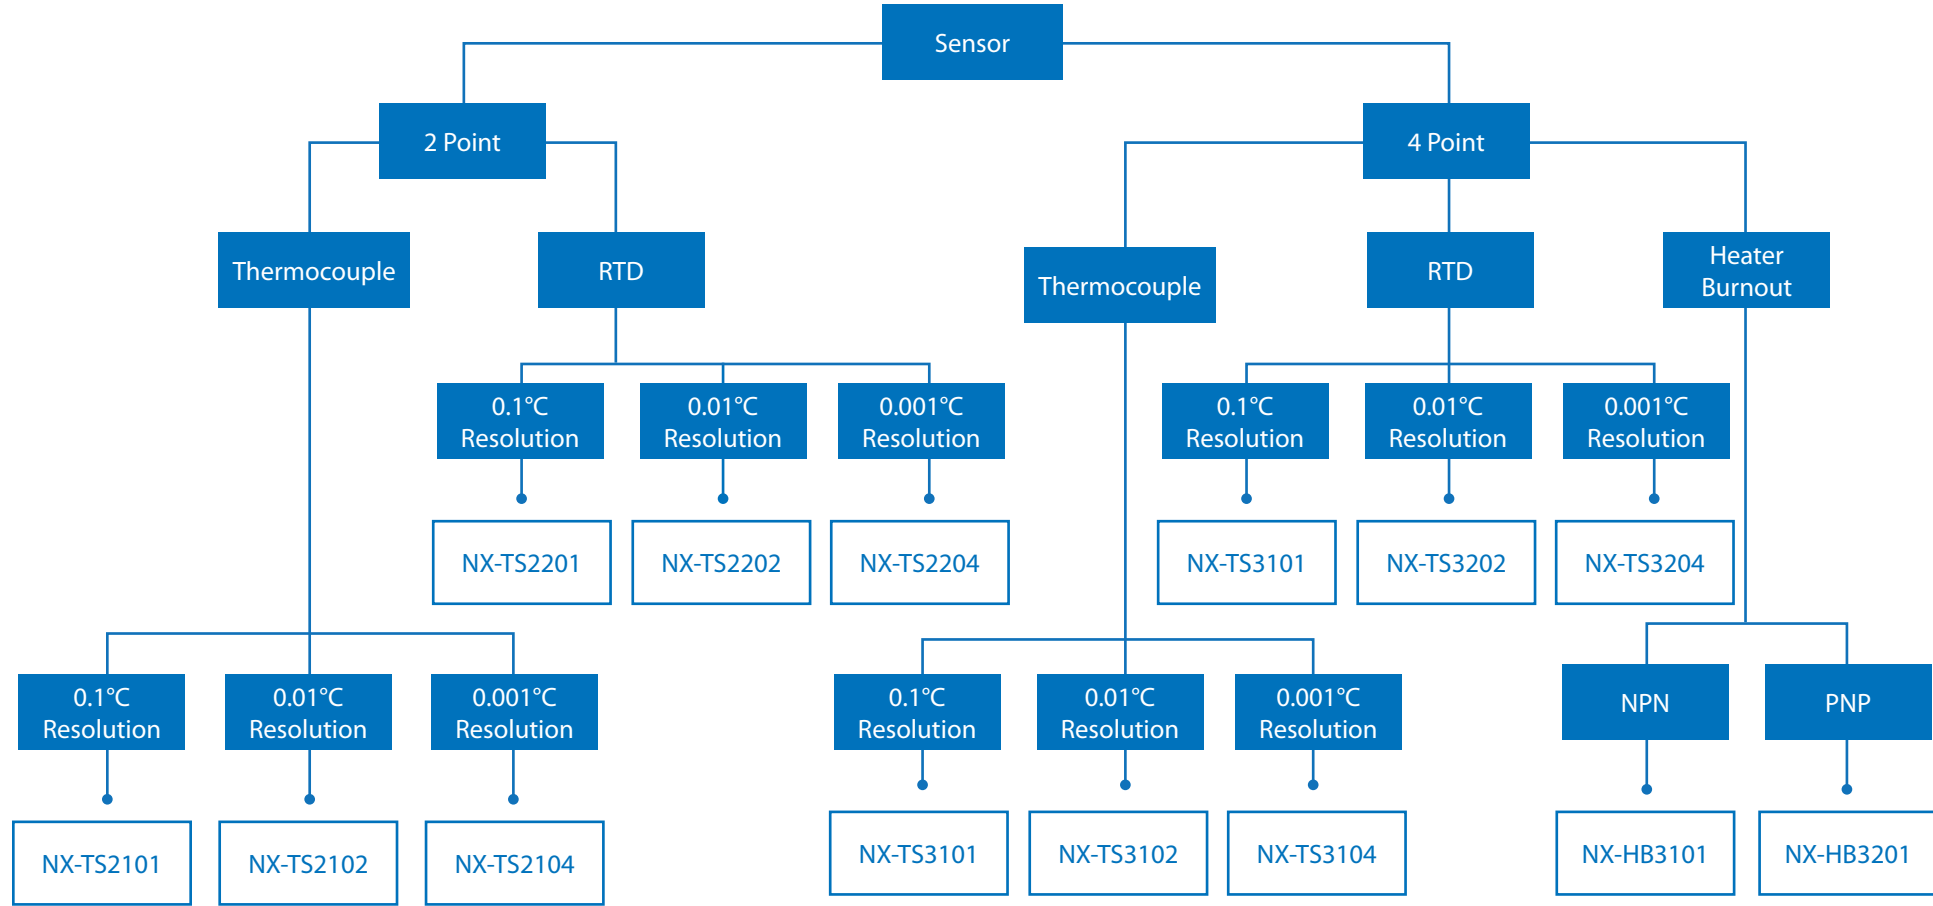 Sensor
2 Point
4 Point
Thermocouple
RTD
Thermocouple
RTD
Heater
Burnout
0.1°C
Resolution
0.01°C
Resolution
0.001°C
Resolution
0.1°C
Resolution
0.01°C
Resolution
0.001°C
Resolution
NX-TS2201
NX-TS2202
NX-TS2204
NX-TS3101
NX-TS3202
NX-TS3204
0.1°C
Resolution
0.01°C
Resolution
0.001°C
Resolution
0.1°C
Resolution
0.01°C
Resolution
0.001°C
Resolution
NPN
PNP
NX-TS2101
NX-TS2102
NX-TS2104
NX-TS3101
NX-TS3102
NX-TS3104
NX-HB3101
NX-HB3201